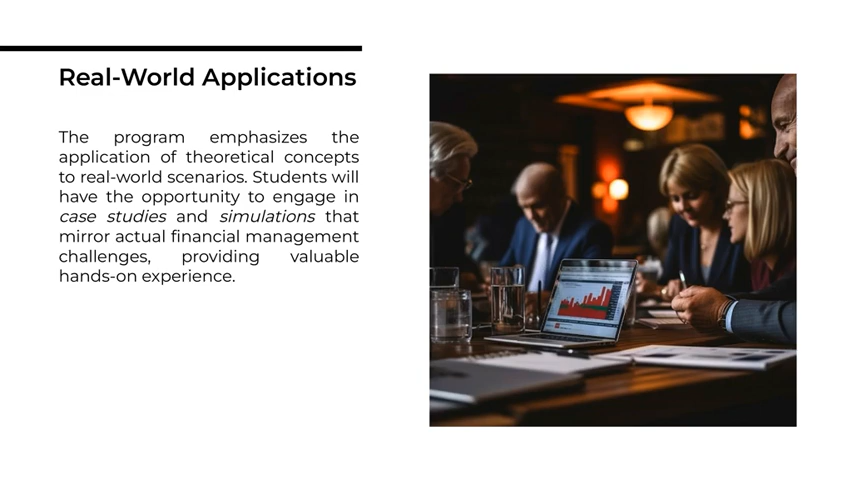 Real-World Applications
The program emphasizes the
application of theoretical concepts
to real-world scenarios. Students will
have the opportunity to engage in
case studies and simulations that
mirror actual financial management
challenges, providing valuable
hands-on experience.